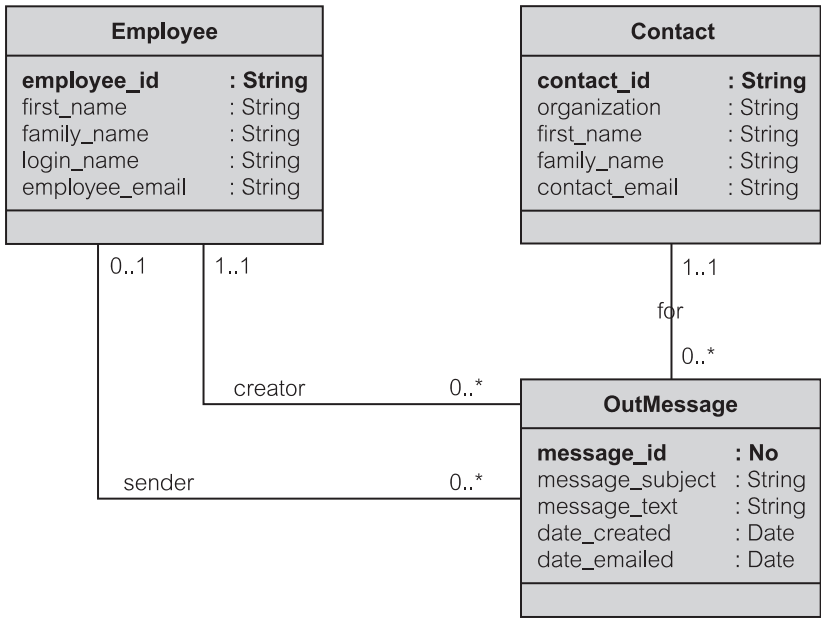 Employee
employee_id : String
first_name : String
family_name : String
login_name : String
employee_email : String
Contact
contact_id : String
organization : String
first_name : String
family_name : String
contact_email : String
0..1
1..1
1..1
for
0..*
creator
0..*
sender
0..*
OutMessage
message_id : No
message_subject : String
message_text : String
date_created : Date
date_emailed : Date